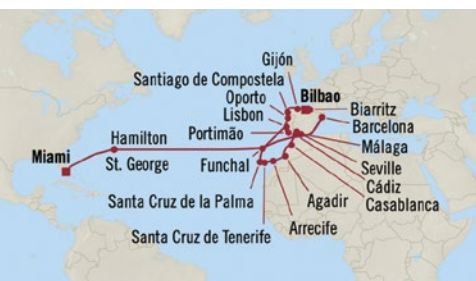 Gijón
Santiago de Compostela
Oporto
Bilbao
Lisbon
Biarritz
Barcelona
Portimão
Hamilton
Málaga
Miami
St. George
Funchal
Seville
Cádiz
Santa Cruz de la Palma
Agadir
Casablanca
Santa Cruz de Tenerife
Arrecife